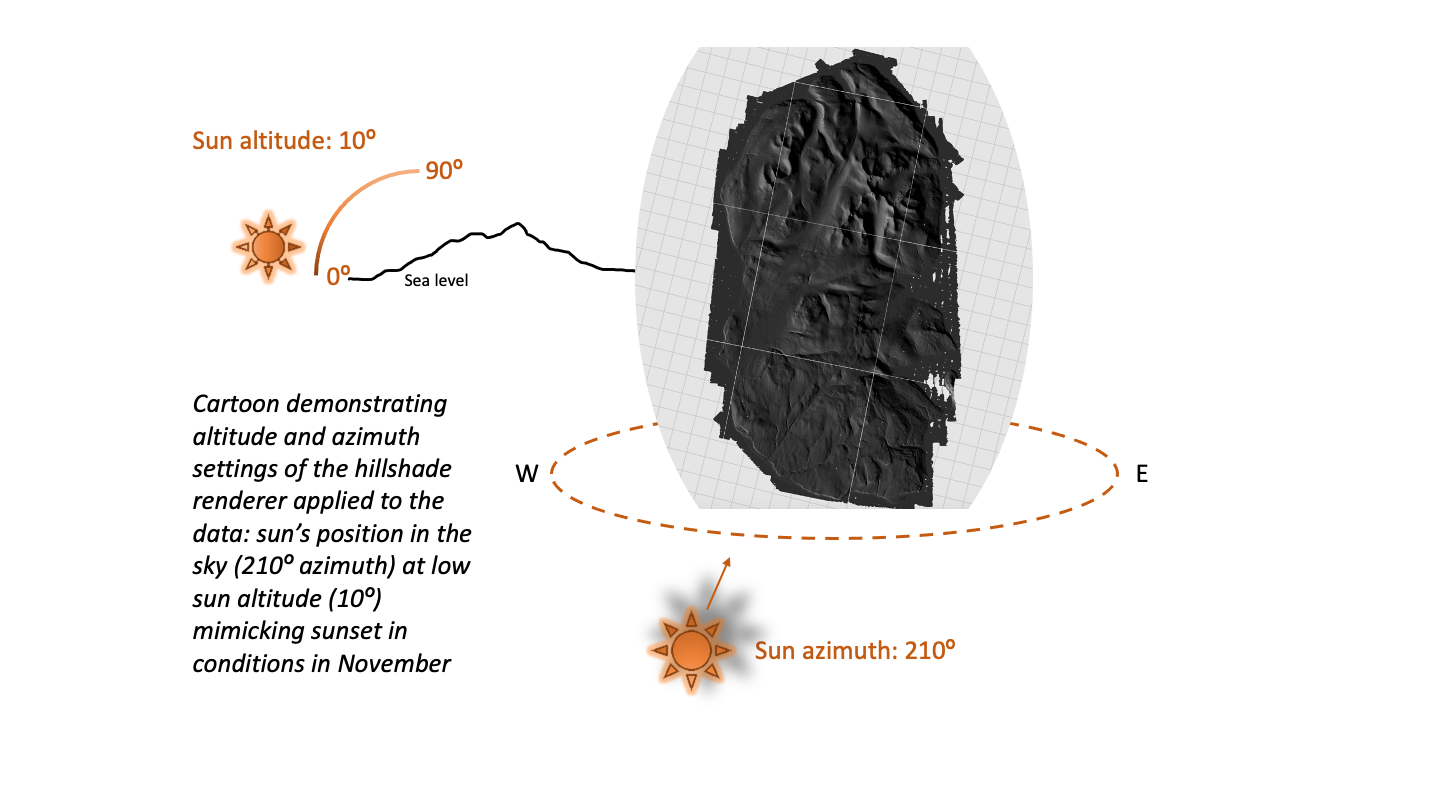 Sun altitude: 10º
90º
0º
Sea level
Cartoon demonstrating
altitude and azimuth
settings of the hillshade
renderer applied to the
data: sun’s position in the
sky (210º azimuth) at low
sun altitude (10º)
mimicking sunset in
conditions in November
W
E
Sun azimuth: 210º